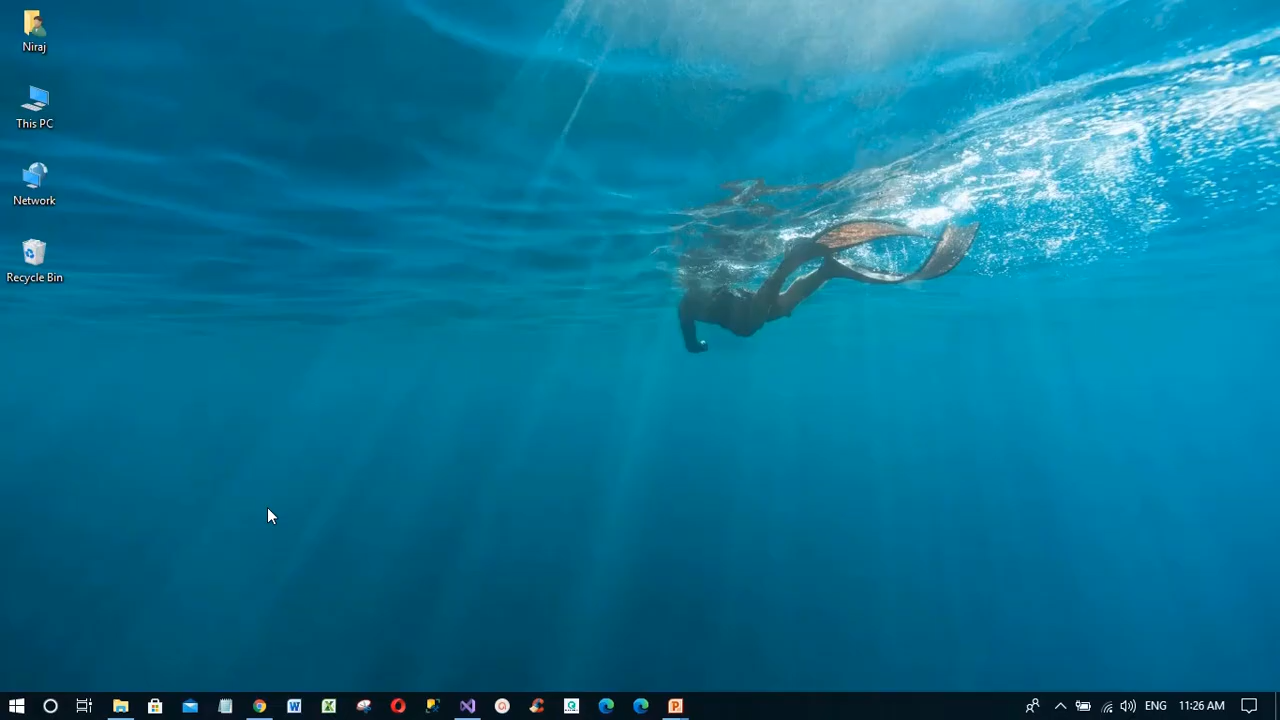 Niraj
This PC
Network
Recycle Bin
ENG
11:26 AM